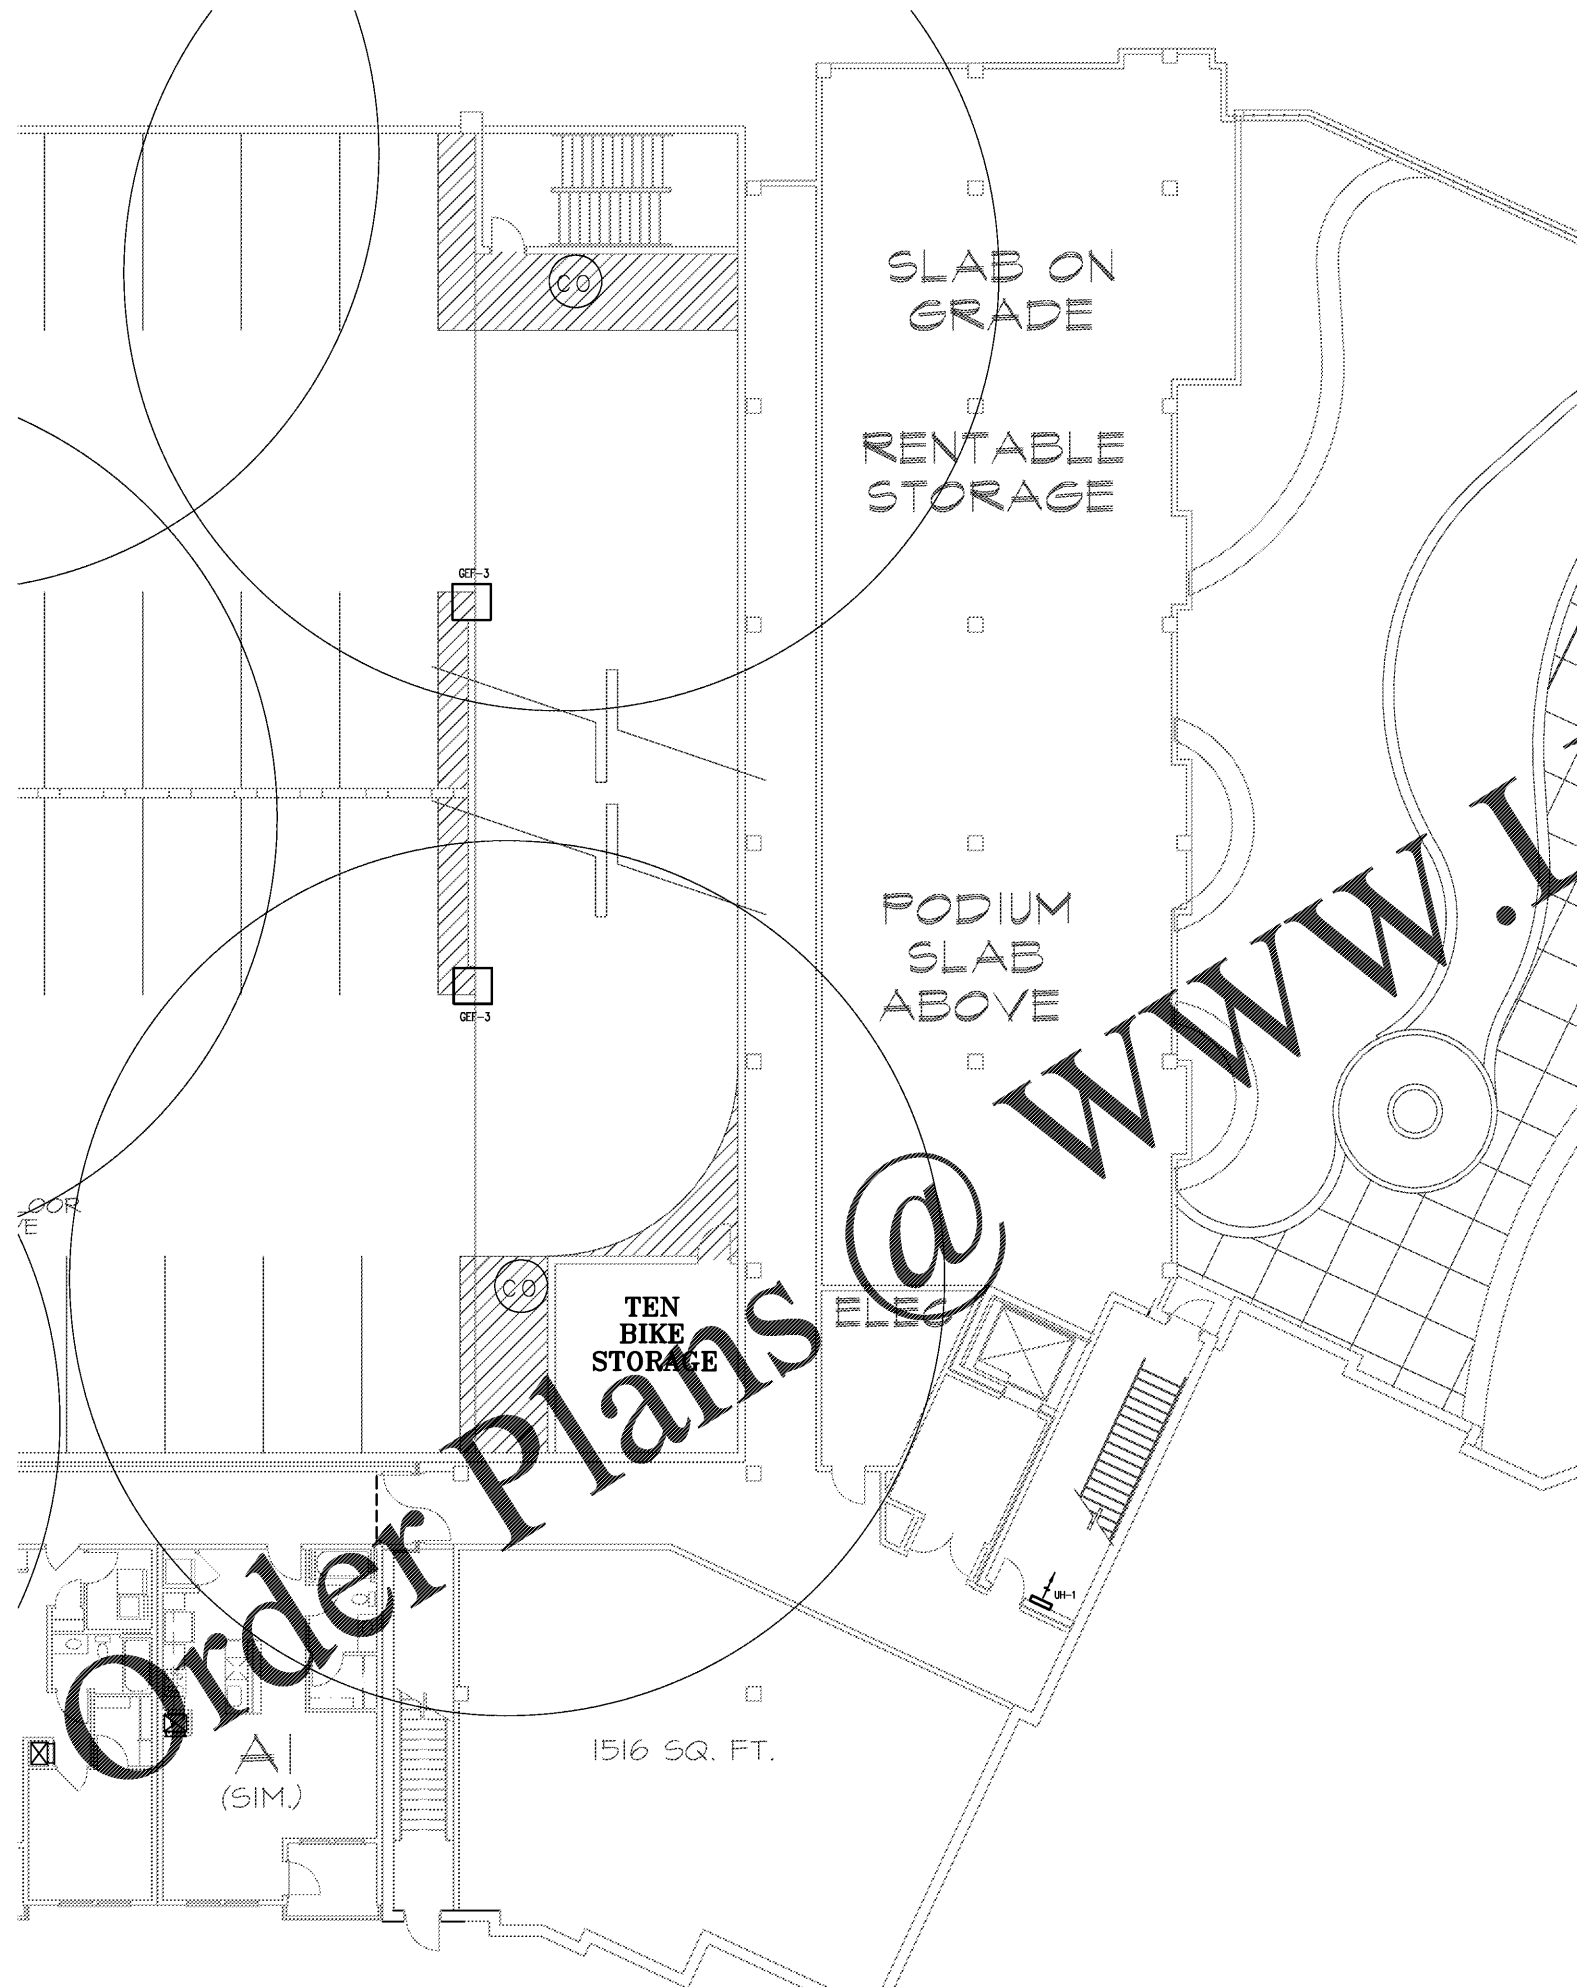 SLAB ON
GRADE
CO
RENTABLE
STORAGE
GEF-3
PODIUM
SLAB
ABOVE
GEF-3
CO
TEN
BIKE
STORAGE
ELEC
UH-1
1516 SQ. FT.
A1
(SIM.)
Order Plans @ www.